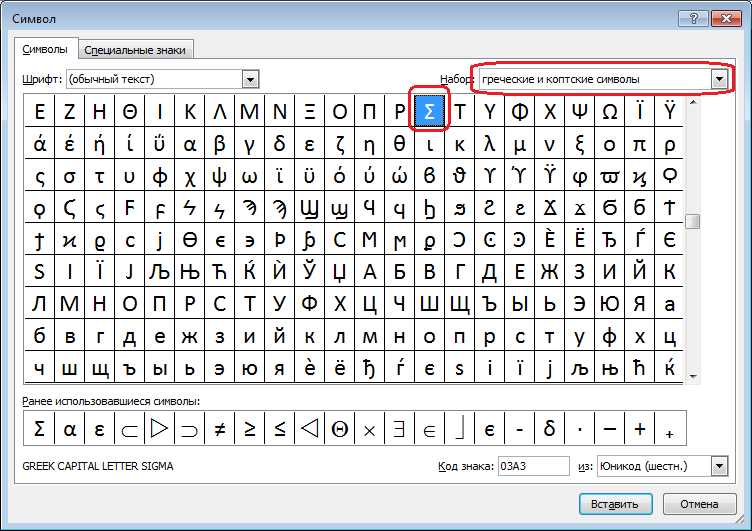 Символ
Символы Специальные знаки
Шрифт: (обычный текст) Набор: греческие и коптские символы
Ε Ζ Η Θ Ι Κ Λ Μ Ν Ξ Ο Π Ρ Σ Τ Υ Φ Χ Ψ Ω Ϊ Ϋ
ά έ ή ί ΰ α β γ δ ε ζ η θ ι κ λ μ ν ξ ο π ρ
ς σ τ υ φ χ ψ ω ϊ ϋ ό ύ ώ ϐ ϑ ϒ ϓ ϔ ϕ ϖ ϗ Ϙ
ϙ Ϛ ϛ Ϝ ϝ Ϟ ϟ Ϡ ϡ Ϣ ϣ Ϥ ϥ Ϧ ϧ Ϩ ϩ Ϫ ϫ Ϭ ϭ Ϯ
ϯ ϰ ϱ ϲ ϳ ϴ ϵ ϶ Ϸ ϸ Ϲ Ϻ ϻ ϼ Ͻ Ͼ Ͽ Ѐ Ё Ђ Ѓ Є
Ѕ І Ї Ј Љ Њ Ћ Ќ Ѝ Ў Џ А Б В Г Д Е Ж З И Й К
Л М Н О П Р С Т У Ф Х Ц Ч Ш Щ Ъ Ы Ь Э Ю Я а
б в г д е ж з и й к л м н о п р с т у ф х ц
ч ш щ ъ ы ь э ю я ѐ ё ђ ѓ є ѕ і ї ј љ њ ћ ќ
Ранее использовавшиеся символы:
Σ α ε ⊂ ▷ ⊃ ≠ ≥ ≤ ◁ Θ × ∃ ∈ ⌡ ϵ - δ · − + ₊
GREEK CAPITAL LETTER SIGMA Код знака: 03A3 из: Юникод (шестн.)
Вставить Отмена